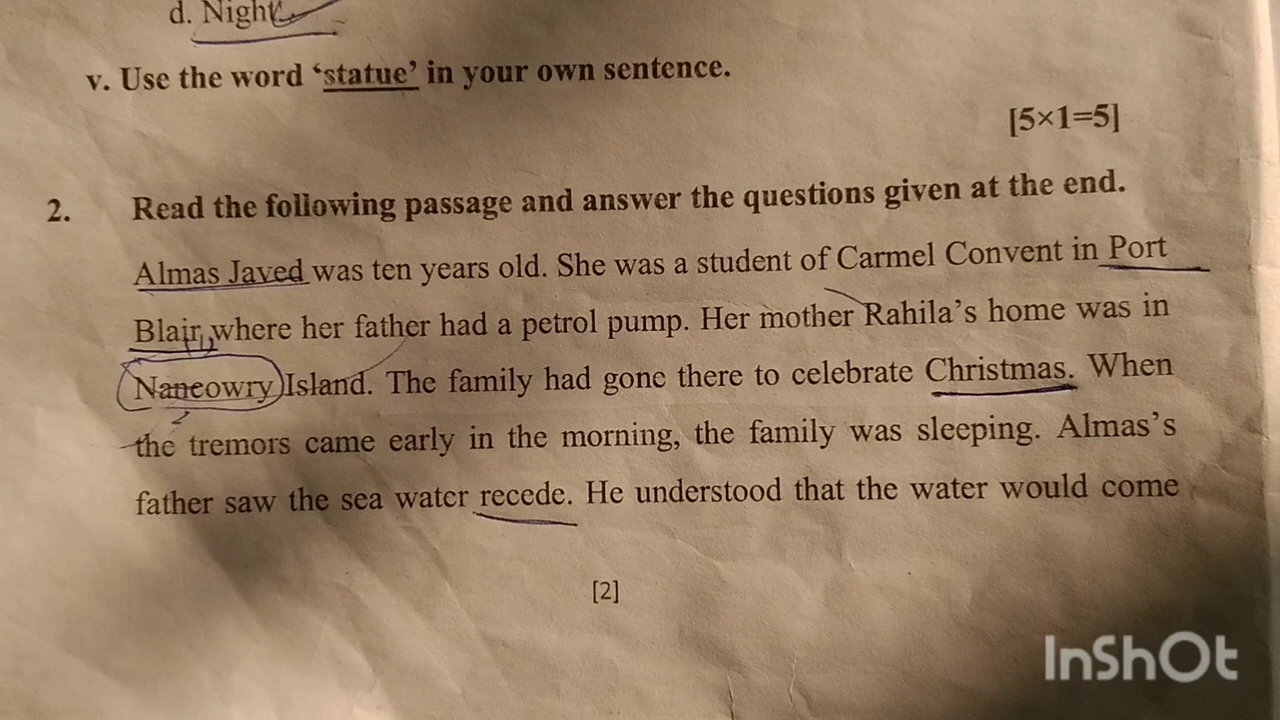 d. Night
v. Use the word ‘statue’ in your own sentence.
[5×1=5]
2. Read the following passage and answer the questions given at the end.
Almas Javed was ten years old. She was a student of Carmel Convent in Port
Blair, where her father had a petrol pump. Her mother Rahila’s home was in
Nancowry Island. The family had gone there to celebrate Christmas. When
the tremors came early in the morning, the family was sleeping. Almas’s
father saw the sea water recede. He understood that the water would come
[2]
InShOt